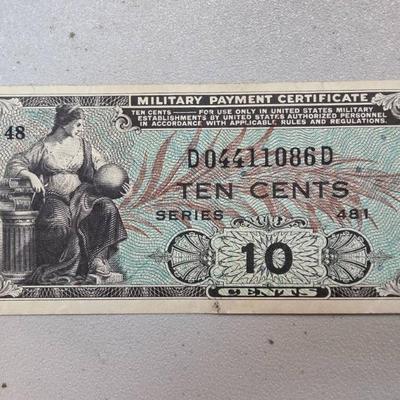 MILITARY PAYMENT CERTIFICATE
TEN CENTS — FOR USE ONLY IN UNITED STATES MILITARY
ESTABLISHMENTS BY UNITED STATES AUTHORIZED PERSONNEL
IN ACCORDANCE WITH APPLICABLE RULES AND REGULATIONS.
48
D04411086D
TEN CENTS
SERIES 481
10
CENTS